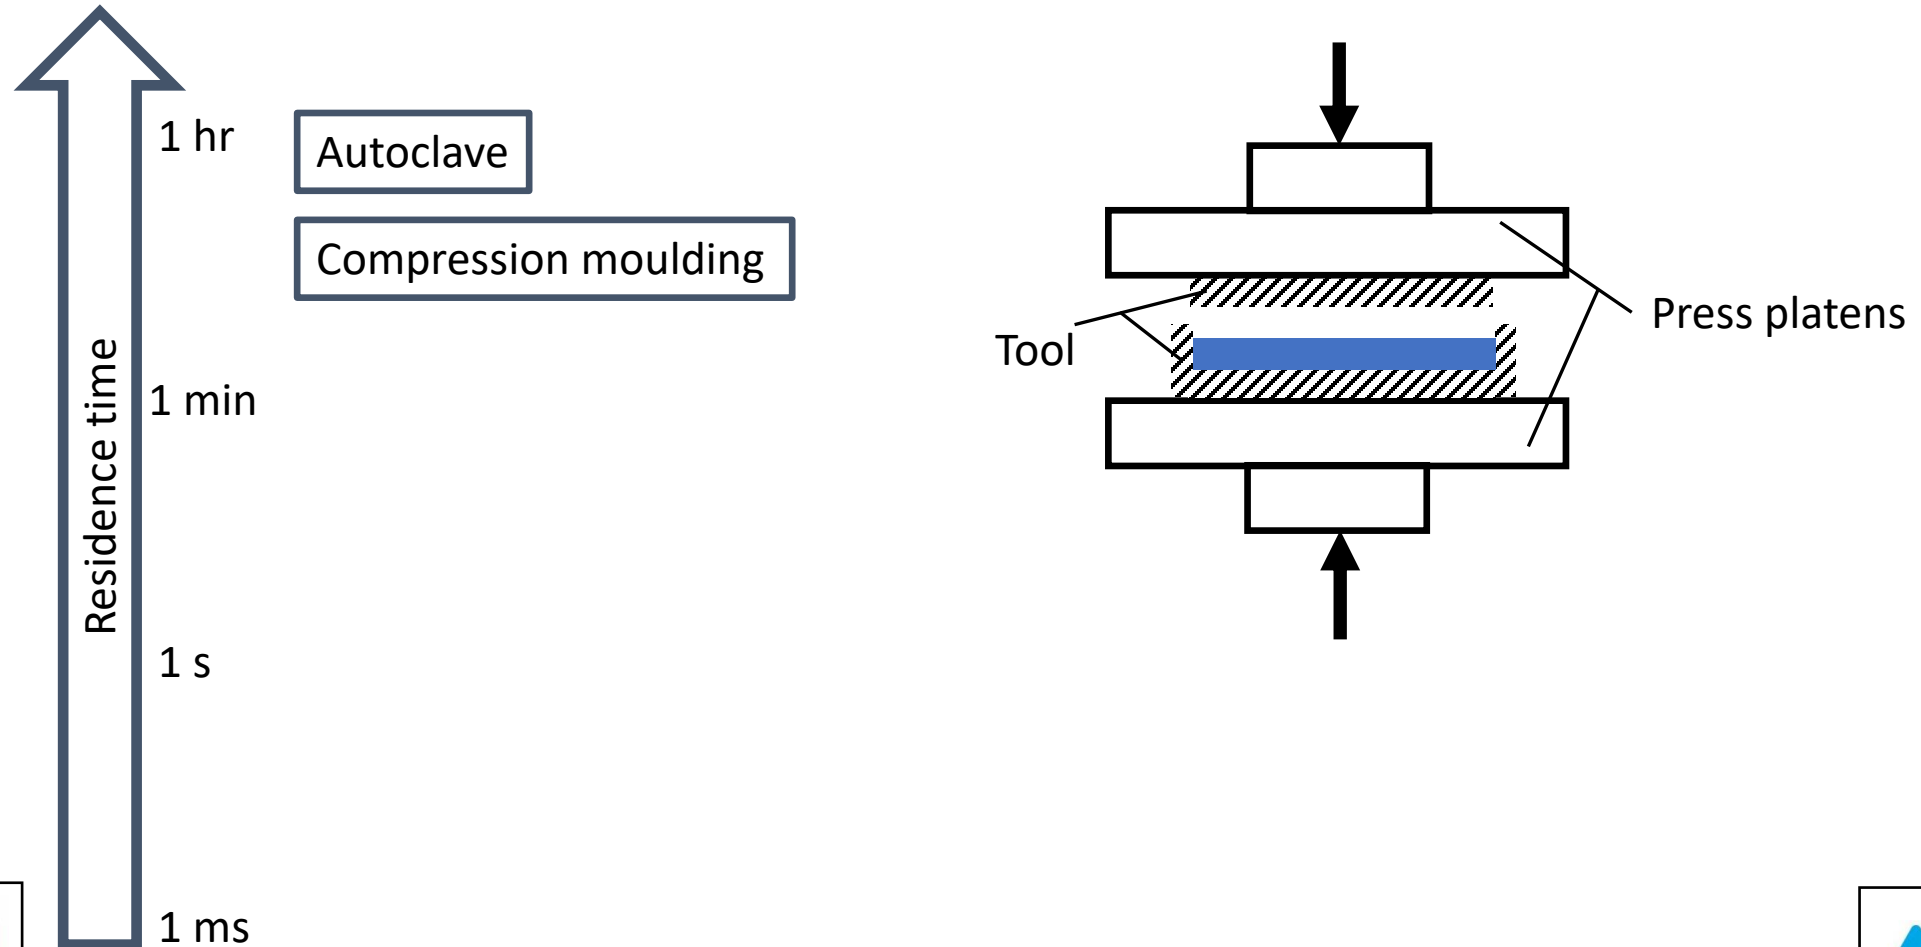 1 hr
Autoclave
Compression moulding
Press platens
Tool
Residence time
1 min
1 s
1 ms